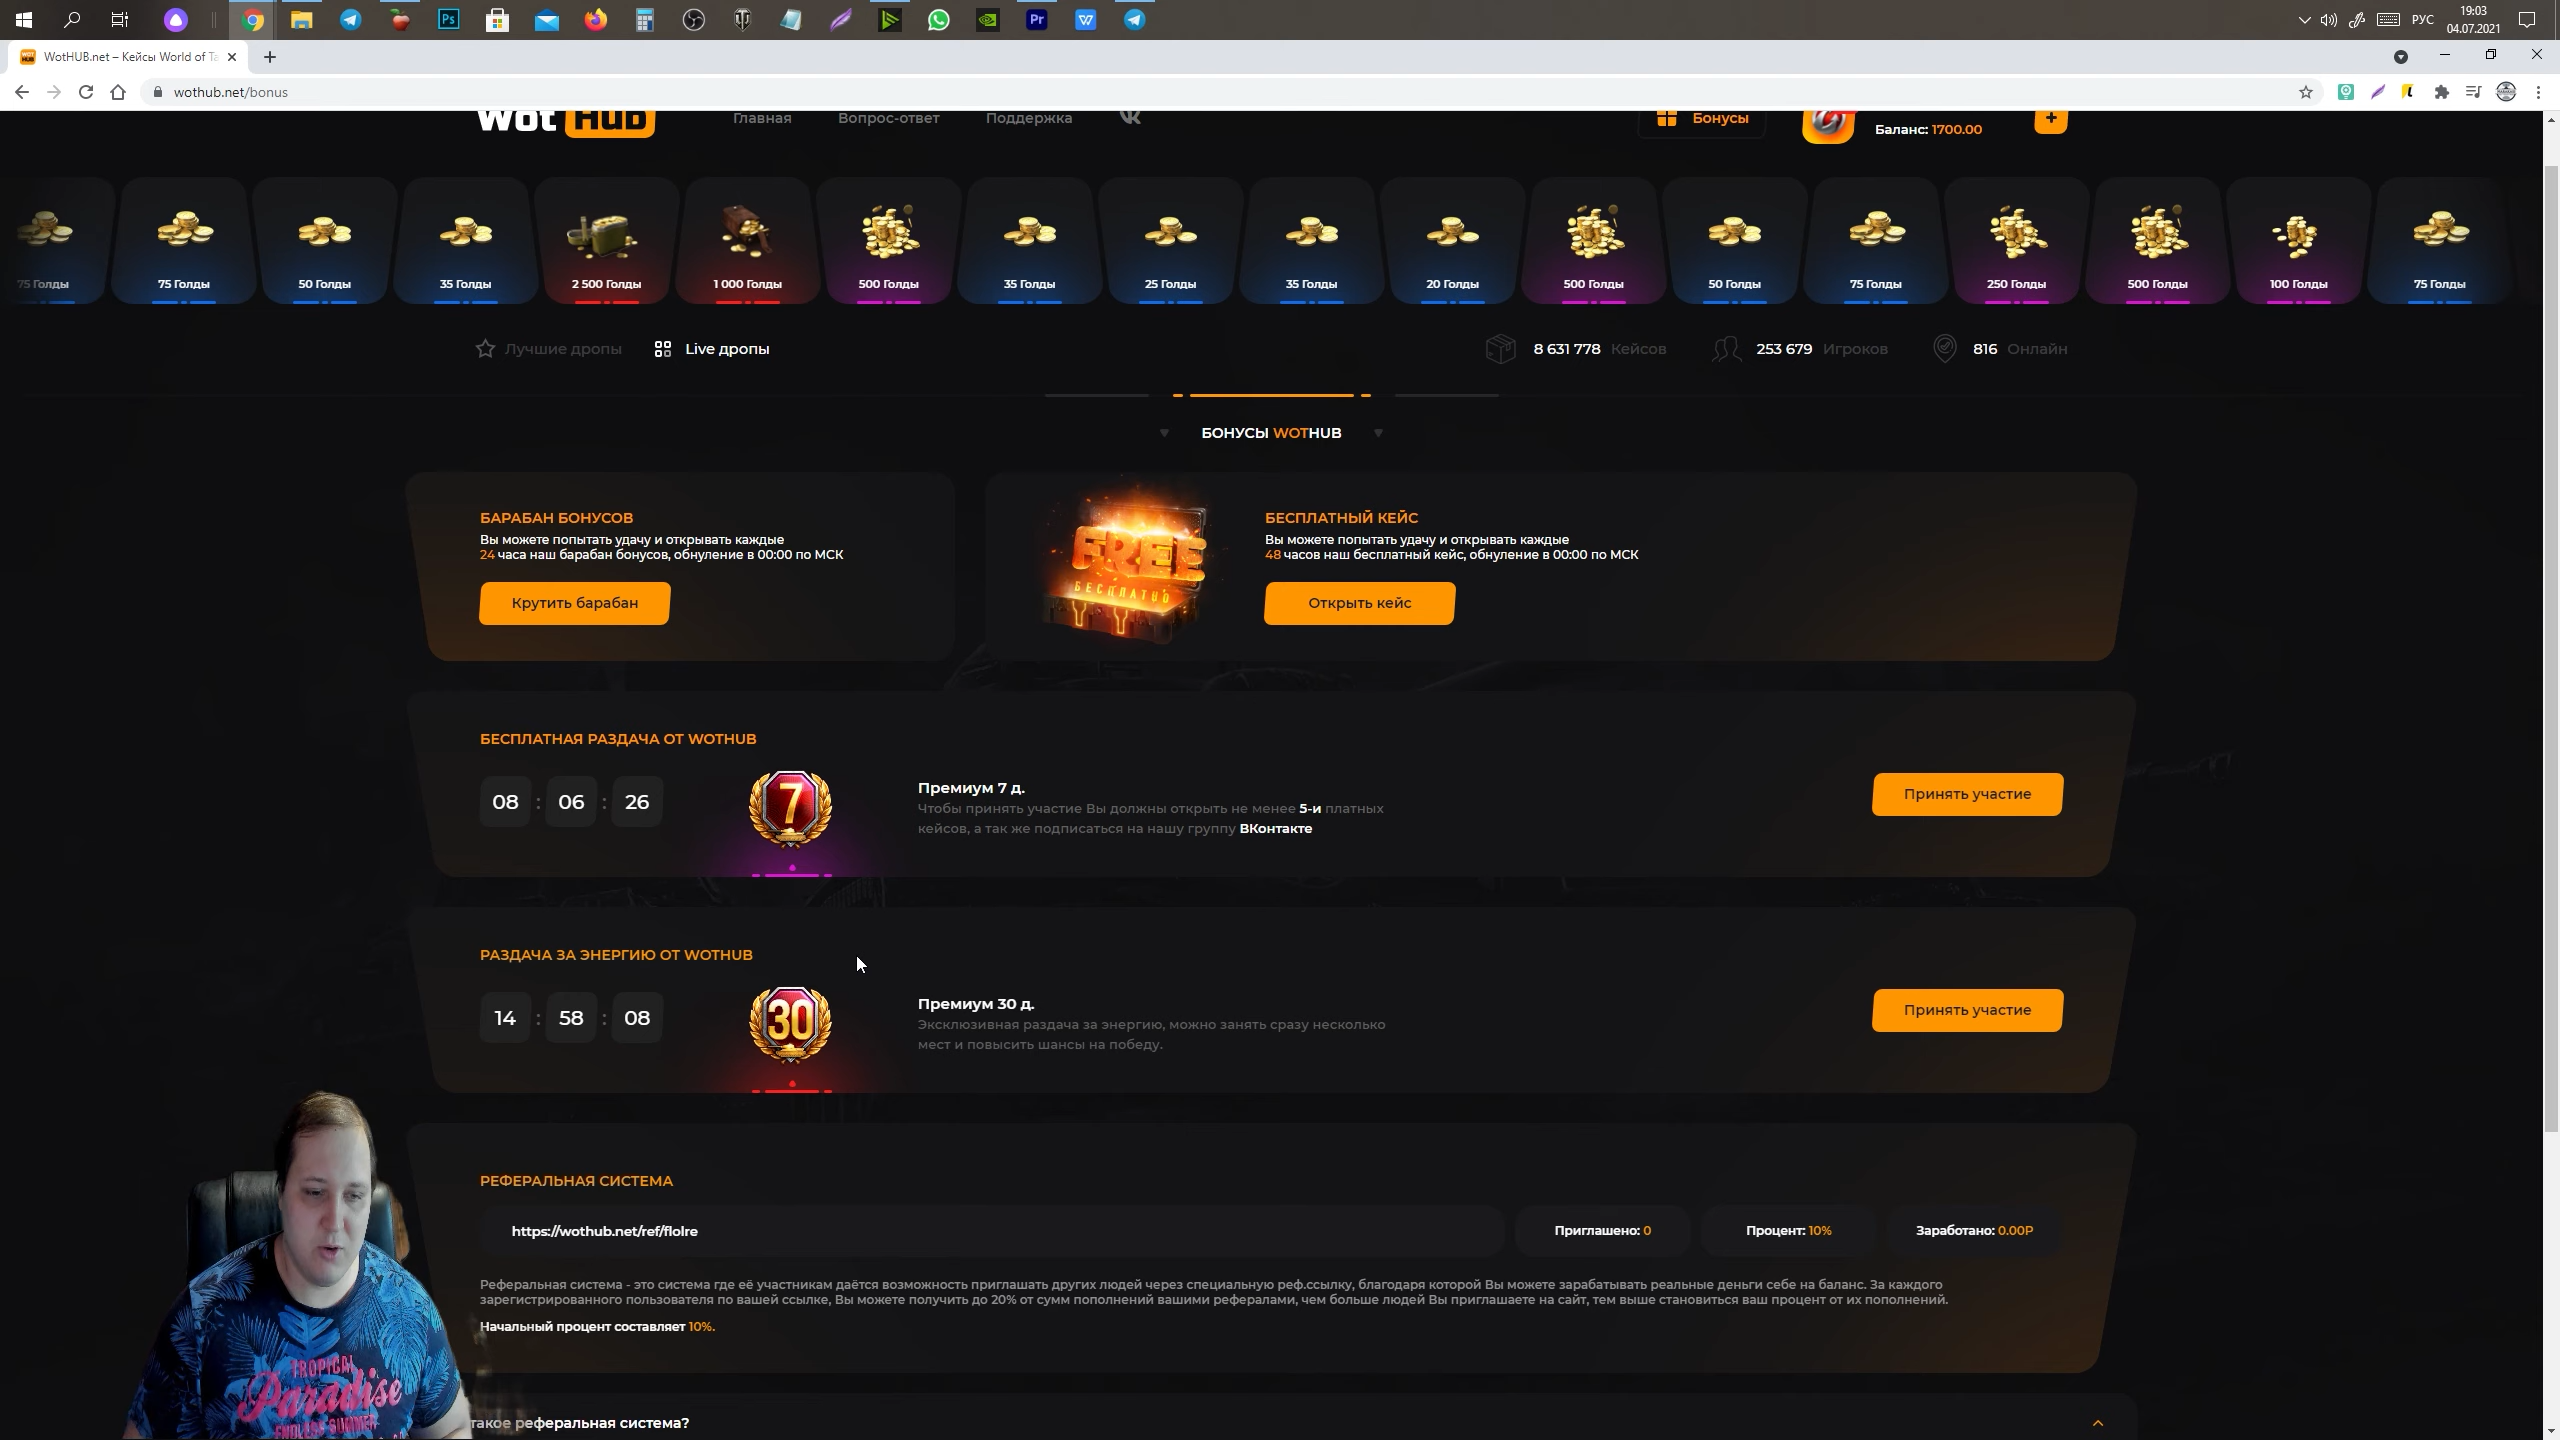 19:03
РУС
04.07.2021
WotHUB.net – Кейсы World of Ta
wothub.net/bonus
Wot Hub
Главная
Вопрос-ответ
Поддержка
Бонусы
Баланс: 1700.00
+
75 Голды
75 Голды
50 Голды
35 Голды
2 500 Голды
1 000 Голды
500 Голды
35 Голды
25 Голды
35 Голды
20 Голды
500 Голды
50 Голды
75 Голды
250 Голды
500 Голды
100 Голды
75 Голды
Лучшие дропы
Live дропы
8 631 778 Кейсов
253 679 Игроков
816 Онлайн
БОНУСЫ WOTHUB
БАРАБАН БОНУСОВ
Вы можете попытать удачу и открывать каждые
24 часа наш барабан бонусов, обнуление в 00:00 по МСК
Крутить барабан
FREE
БЕСПЛАТНО
БЕСПЛАТНЫЙ КЕЙС
Вы можете попытать удачу и открывать каждые
48 часов наш бесплатный кейс, обнуление в 00:00 по МСК
Открыть кейс
БЕСПЛАТНАЯ РАЗДАЧА ОТ WOTHUB
08 : 06 : 26
7
Премиум 7 д.
Чтобы принять участие Вы должны открыть не менее 5-и платных
кейсов, а так же подписаться на нашу группу ВКонтакте
Принять участие
РАЗДАЧА ЗА ЭНЕРГИЮ ОТ WOTHUB
14 : 58 : 08
30
Премиум 30 д.
Эксклюзивная раздача за энергию, можно занять сразу несколько
мест и повысить шансы на победу.
Принять участие
РЕФЕРАЛЬНАЯ СИСТЕМА
https://wothub.net/ref/flolre
Приглашено: 0
Процент: 10%
Заработано: 0.00Р
Реферальная система - это система где её участникам даётся возможность приглашать других людей через специальную реф.ссылку, благодаря которой Вы можете зарабатывать реальные деньги себе на баланс. За каждого
зарегистрированного пользователя по вашей ссылке, Вы можете получить до 20% от сумм пополнений вашими рефералами, чем больше людей Вы приглашаете на сайт, тем выше становиться ваш процент от их пополнений.
Начальный процент составляет 10%.
TROPICAL
Paradise
ENDLESS SUMMER
такое реферальная система?